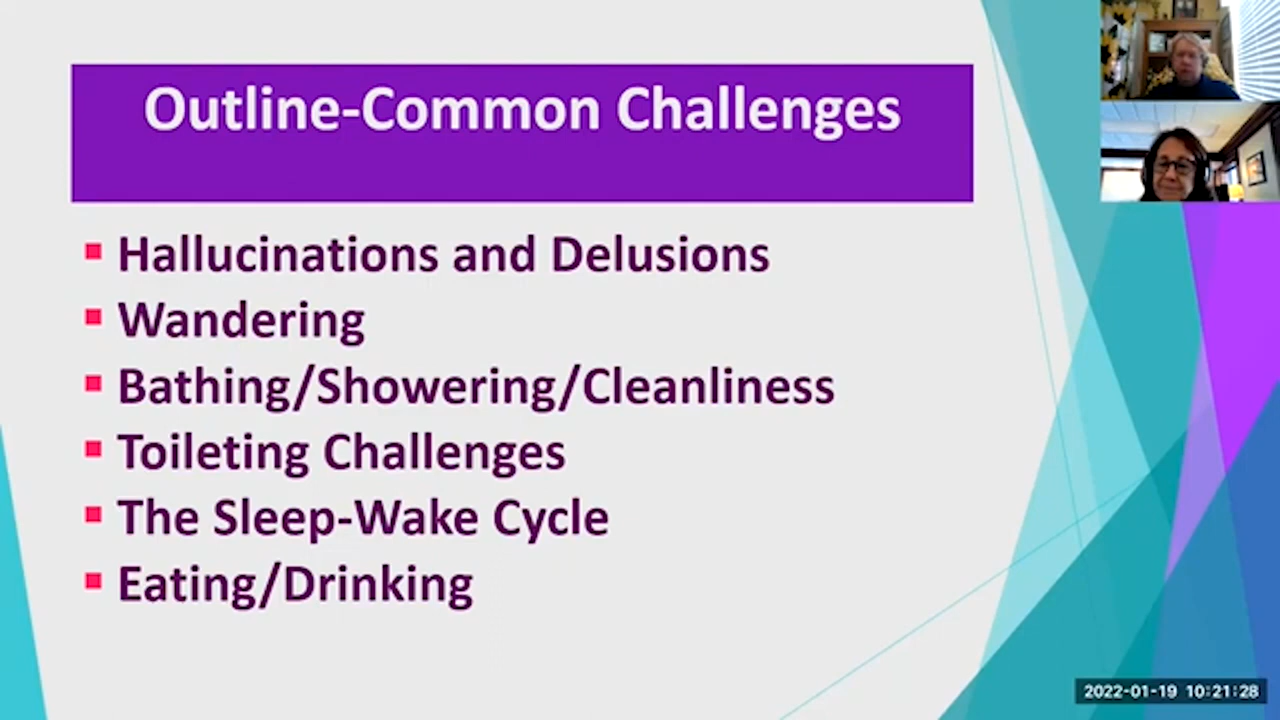 Outline-Common Challenges
Hallucinations and Delusions
Wandering
Bathing/Showering/Cleanliness
Toileting Challenges
The Sleep-Wake Cycle
Eating/Drinking
2022-01-19 10:21:28